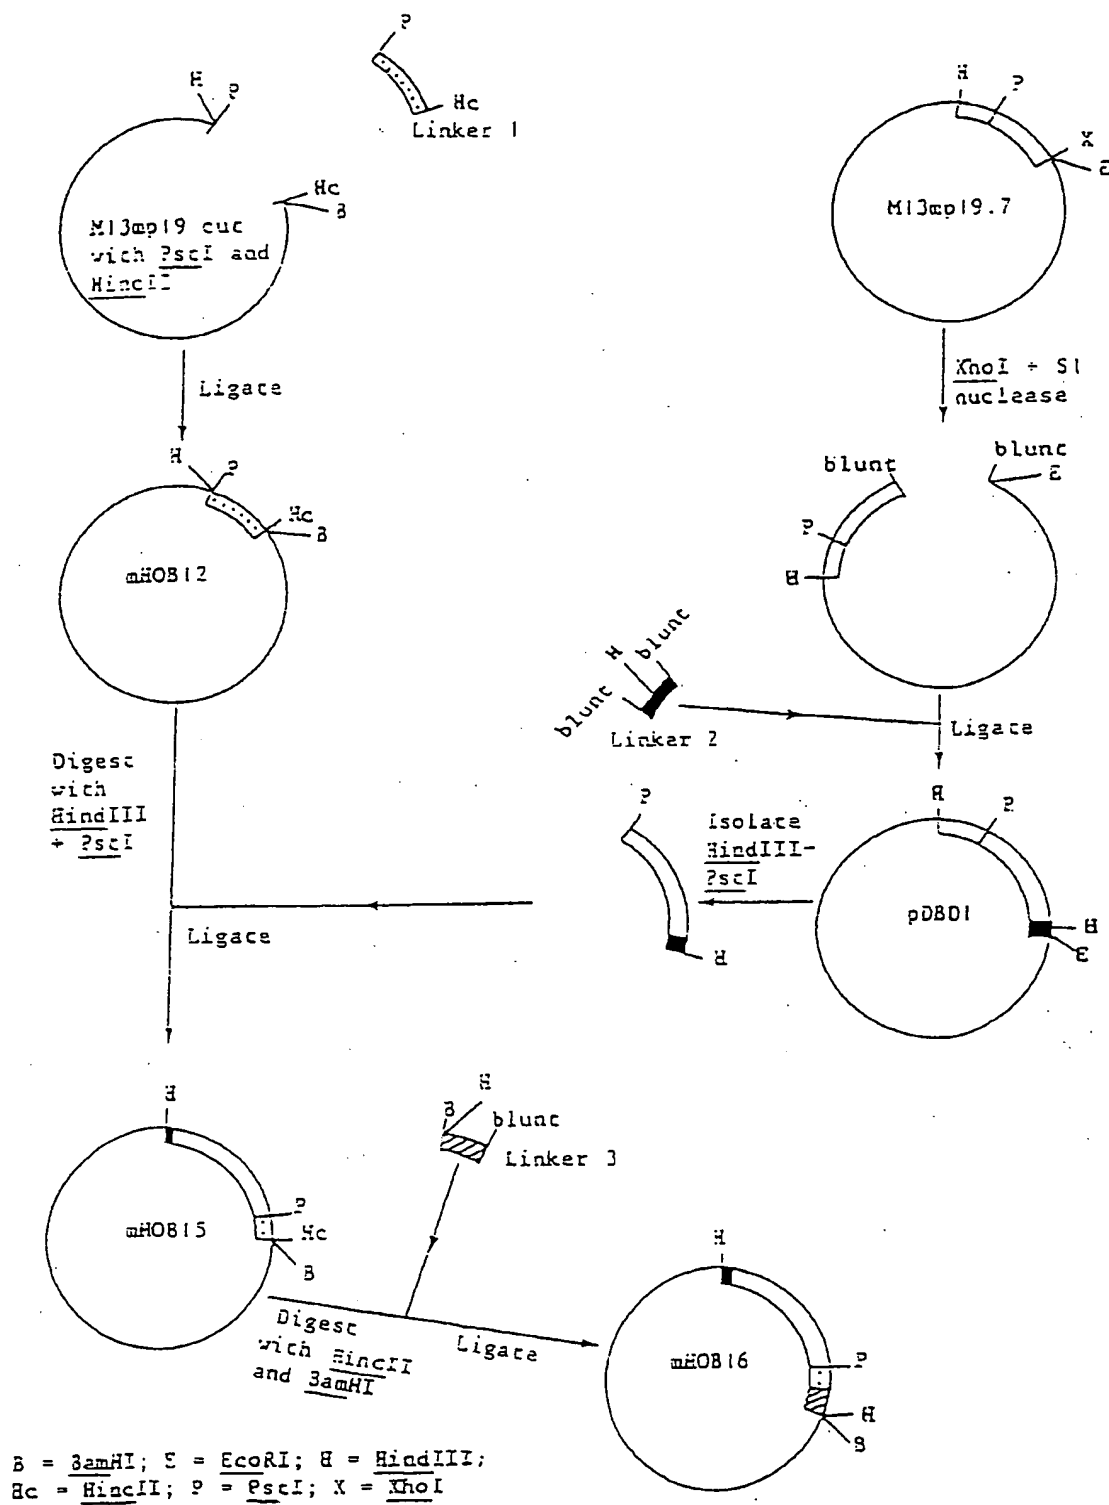 P
H
P
Hc
Linker 1
Hc
B
M13mp19 cut
with PstI and
HincII
H
P
X
E
M13mp19.7
Ligate
XhoI + S1
nuclease
H
P
Hc
B
mHOB12
blunt
blunt
E
P
H
H
blunt
blunt
Linker 2
Ligate
Digest
with
HindIII
+ PstI
P
H
Isolate
HindIII-
PstI
H
P
pDBD1
H
E
Ligate
H
mHOB15
P
Hc
B
B
H
blunt
Linker 3
Digest
with HincII
and BamHI
Ligate
H
mHOB16
P
H
B
B = BamHI; E = EcoRI; H = HindIII;
Hc = HincII; P = PstI; X = XhoI